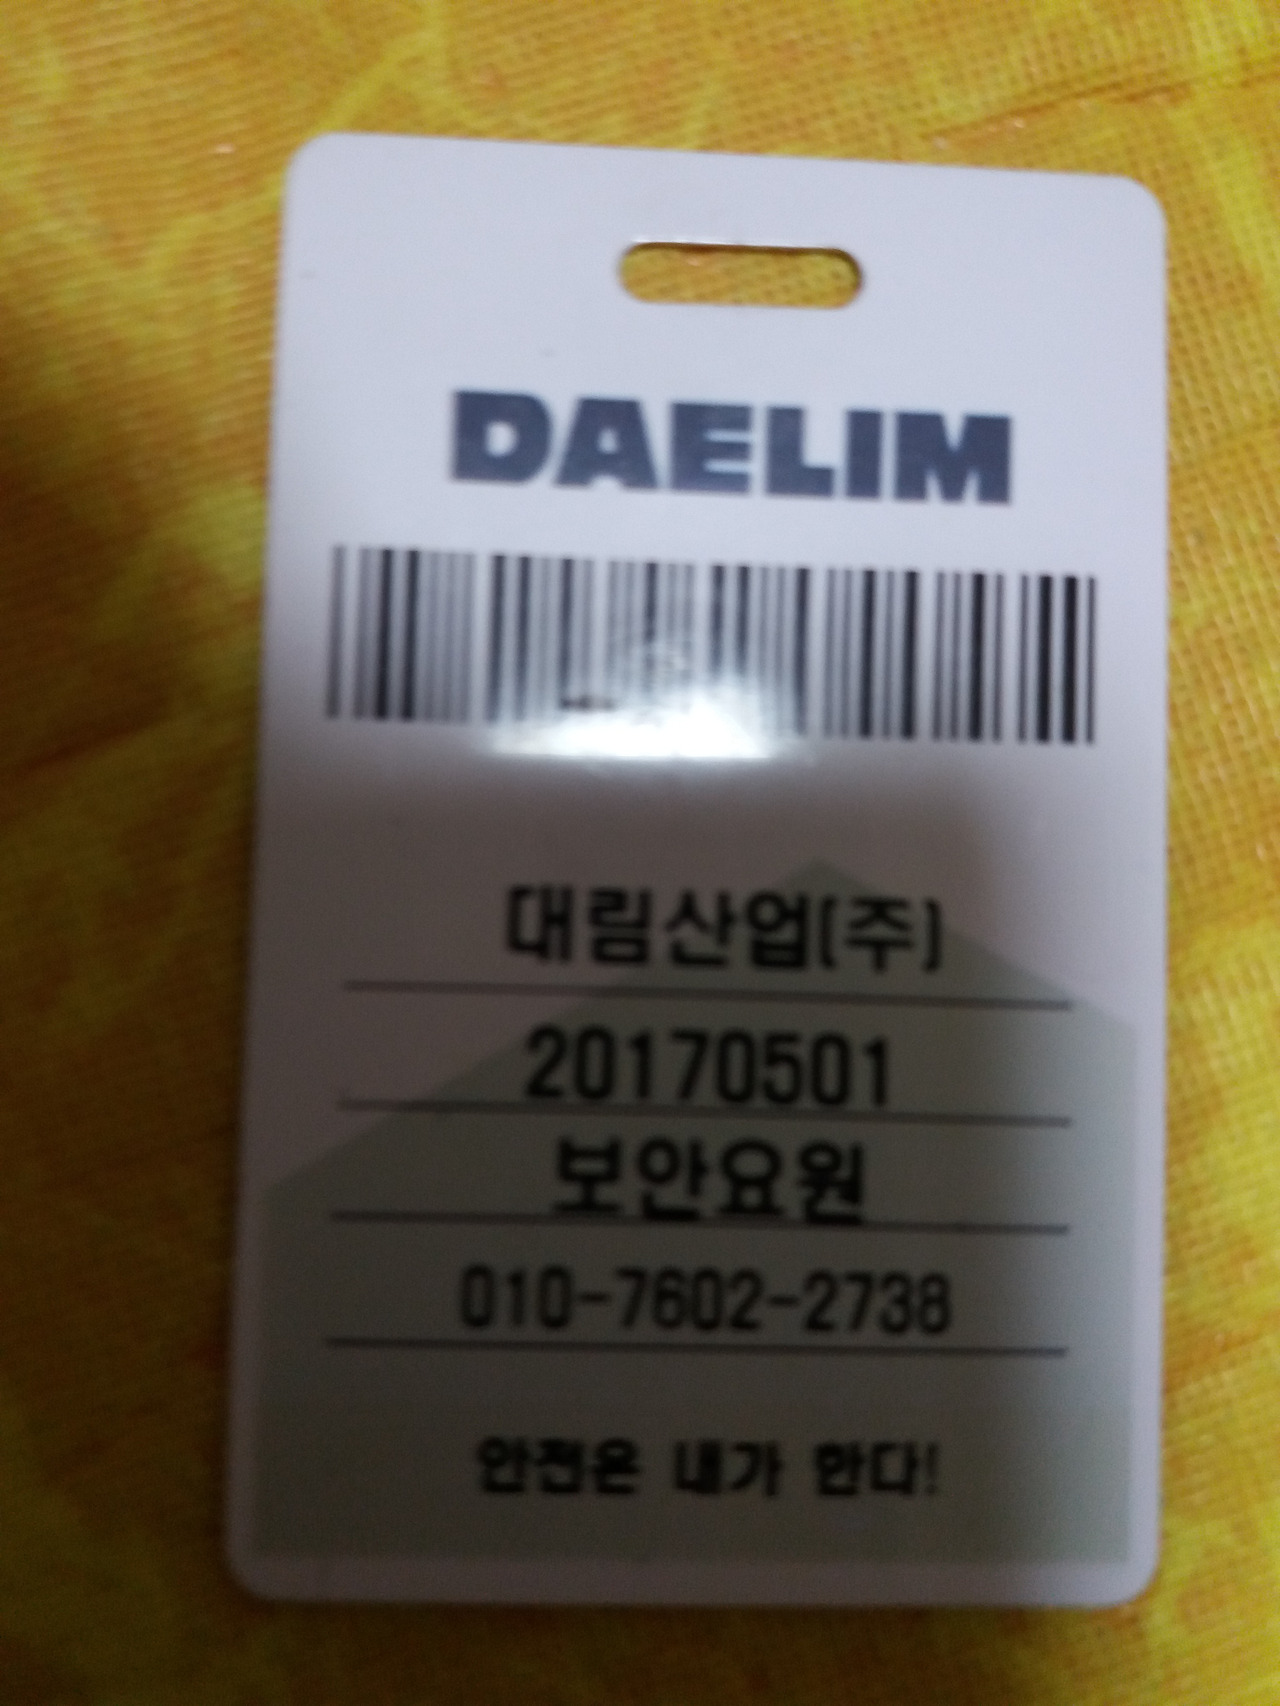 DAELIM
대림산업(주)
20170501
보안요원
010-7602-2738
안전은 내가 한다!